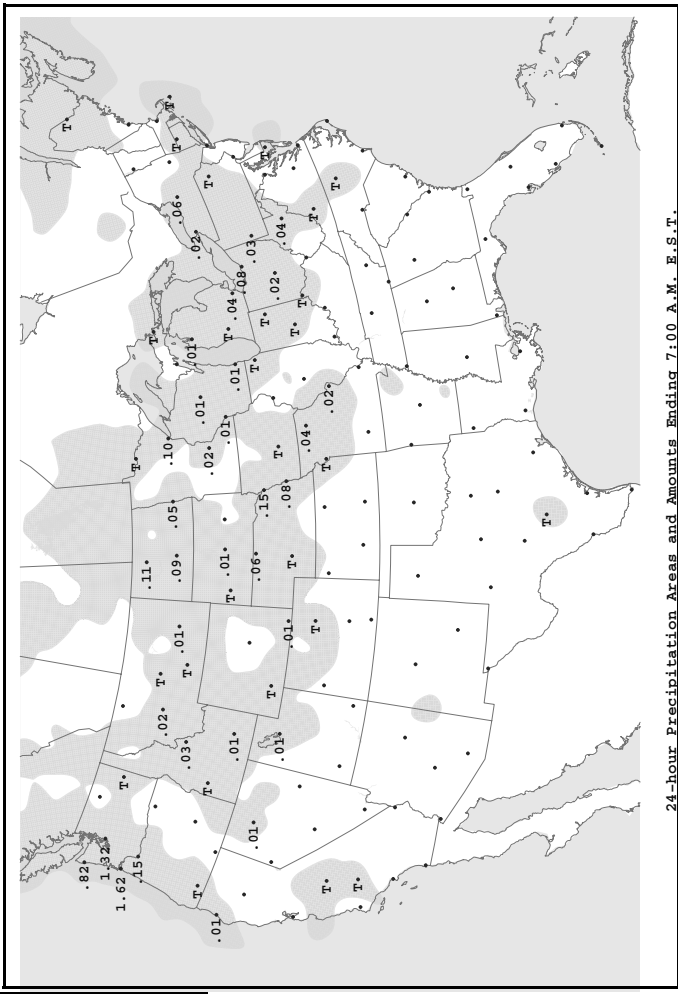 T
.82
1.32
1.62
T
.15
T
.11
T
T
.02
.10
T
.05
T
.09
.06
.01
.03
T
.01
.02
T
.01
T
.02
T
.01
.01
.01
T
T
.04
.01
.01
.08
.03
.01
T
.06
.15
T
T
T
.02
T
.01
.04
.08
.01
T
T
T
.04
T
T
T
T
.02
T
T
T
24-hour Precipitation Areas and Amounts Ending 7:00 A.M. E.S.T.